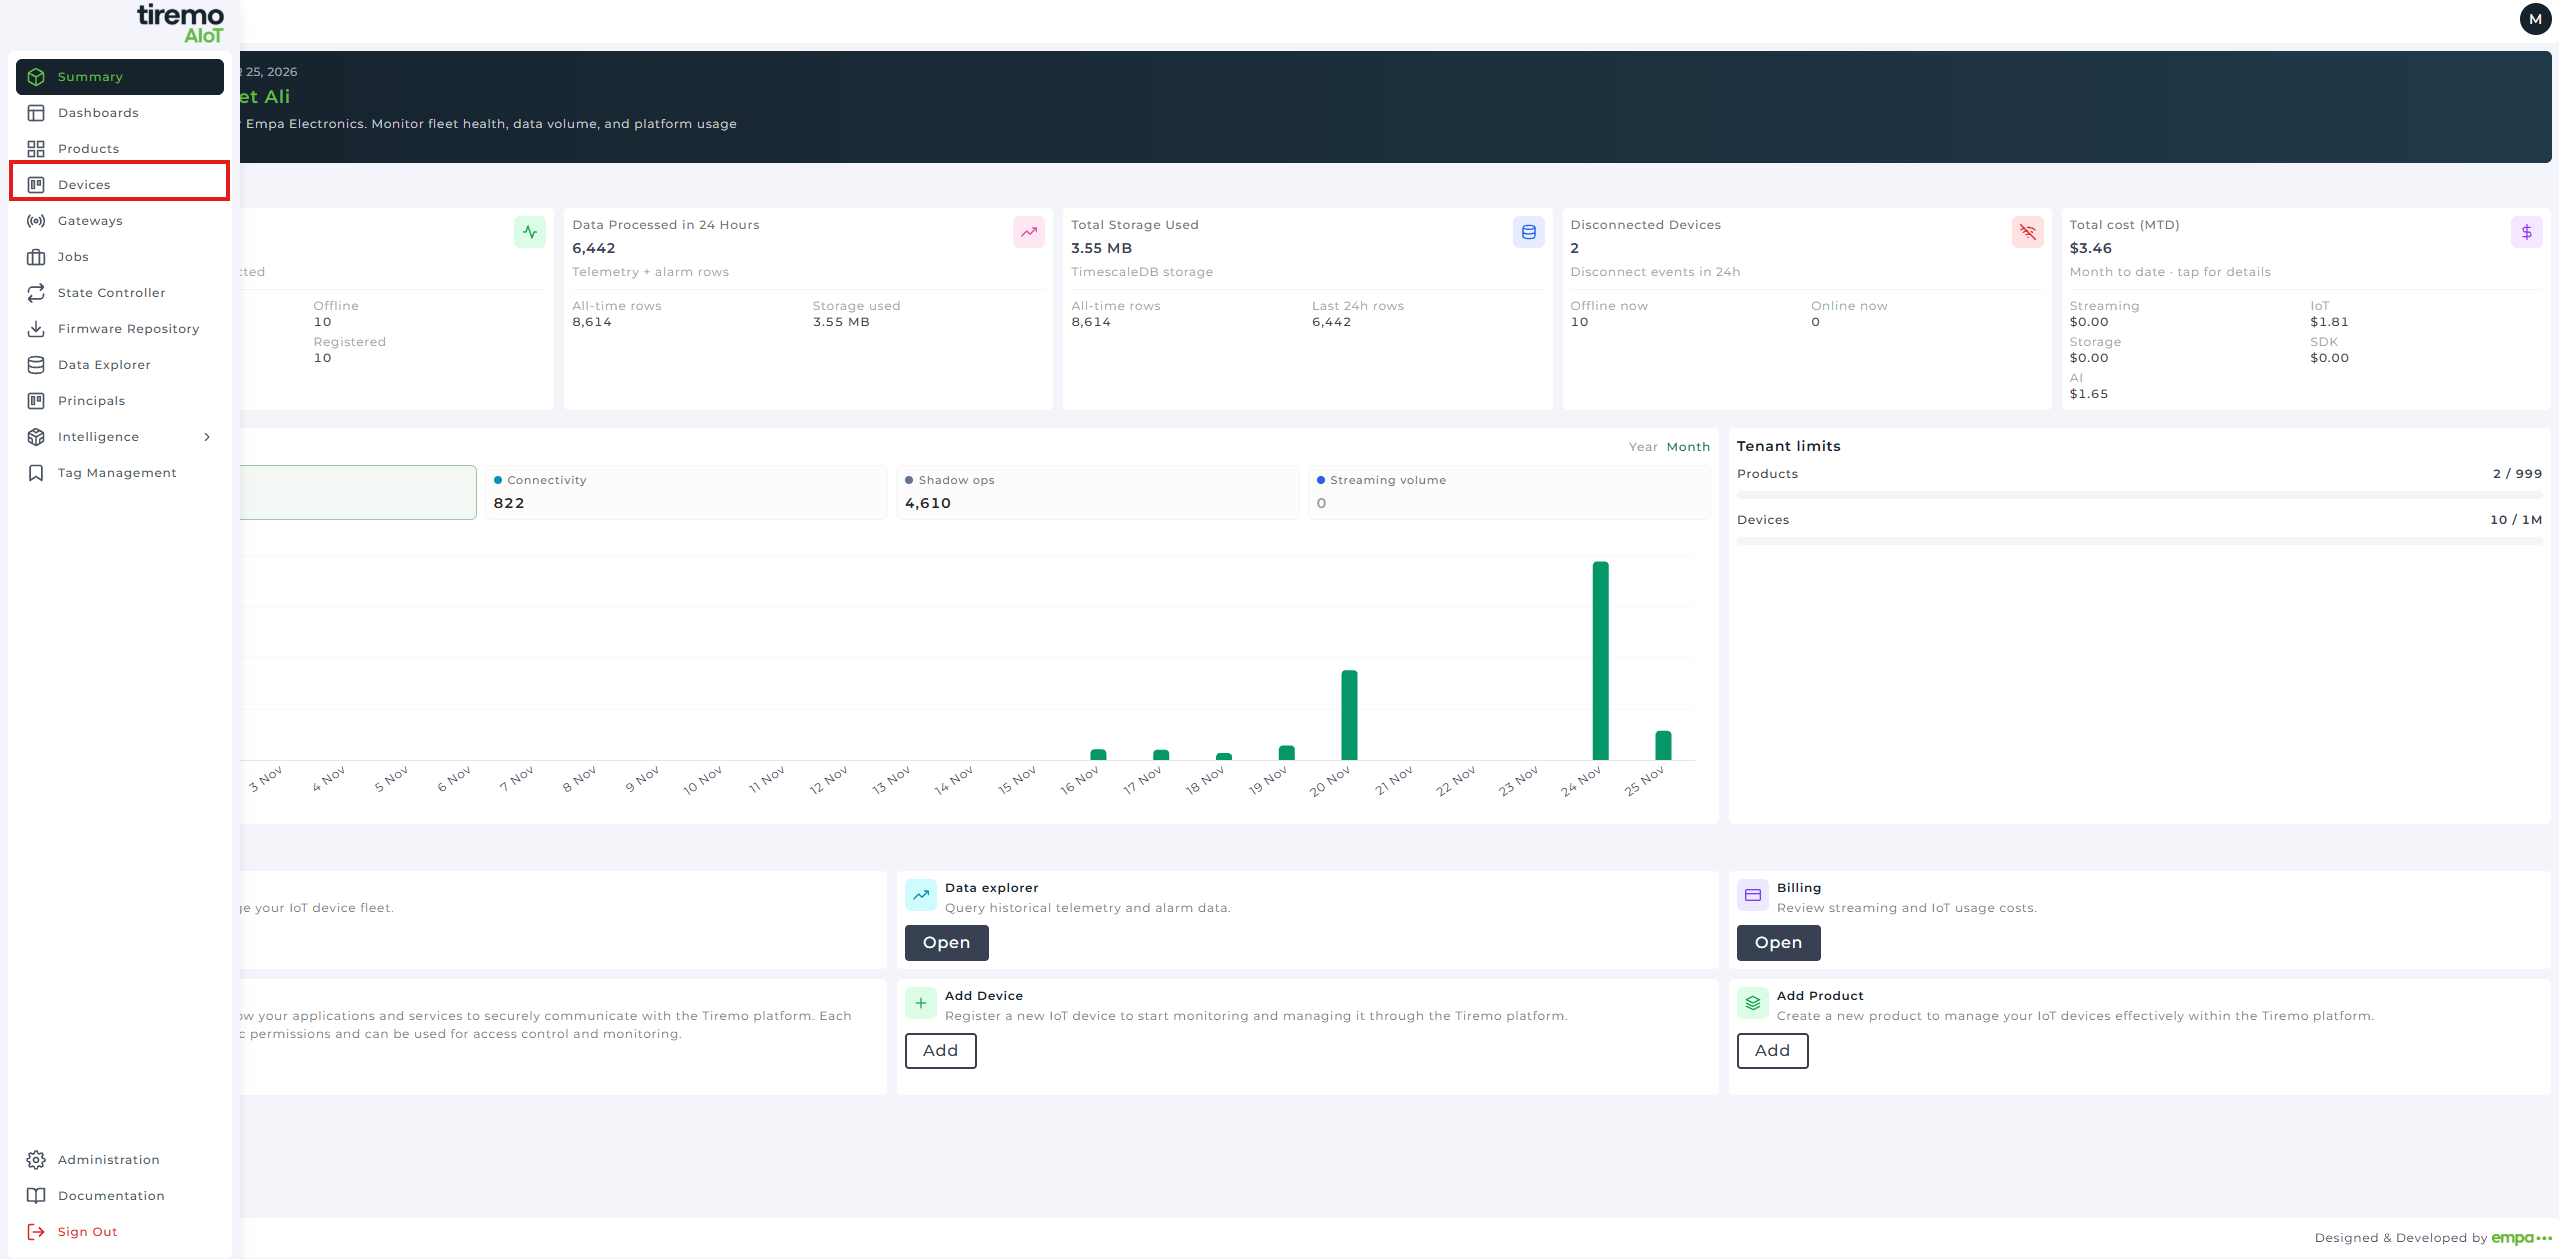 tiremo
AIoT
M
Summary
Dashboards
Products
Devices
Gateways
Jobs
State Controller
Firmware Repository
Data Explorer
Principals
Intelligence
Tag Management
Administration
Documentation
Sign Out
25, 2026
et Ali
Empa Electronics. Monitor fleet health, data volume, and platform usage
Offline
10
Registered
10
Data Processed in 24 Hours
6,442
Telemetry + alarm rows
All-time rows
8,614
Storage used
3.55 MB
Total Storage Used
3.55 MB
TimescaleDB storage
All-time rows
8,614
Last 24h rows
6,442
Disconnected Devices
2
Disconnect events in 24h
Offline now
10
Online now
0
Total cost (MTD)
$3.46
Month to date · tap for details
Streaming
$0.00
IoT
$1.81
Storage
$0.00
SDK
$0.00
AI
$1.65
Year Month
Connectivity
822
Shadow ops
4,610
Streaming volume
0
3 Nov 4 Nov 5 Nov 6 Nov 7 Nov 8 Nov 9 Nov 10 Nov 11 Nov 12 Nov 13 Nov 14 Nov 15 Nov 16 Nov 17 Nov 18 Nov 19 Nov 20 Nov 21 Nov 22 Nov 23 Nov 24 Nov 25 Nov
Tenant limits
Products 2 / 999
Devices 10 / 1M
your IoT device fleet.
Data explorer
Query historical telemetry and alarm data.
Open
Billing
Review streaming and IoT usage costs.
Open
your applications and services to securely communicate with the Tiremo platform. Each
permissions and can be used for access control and monitoring.
Add Device
Register a new IoT device to start monitoring and managing it through the Tiremo platform.
Add
Add Product
Create a new product to manage your IoT devices effectively within the Tiremo platform.
Add
Designed & Developed by empa